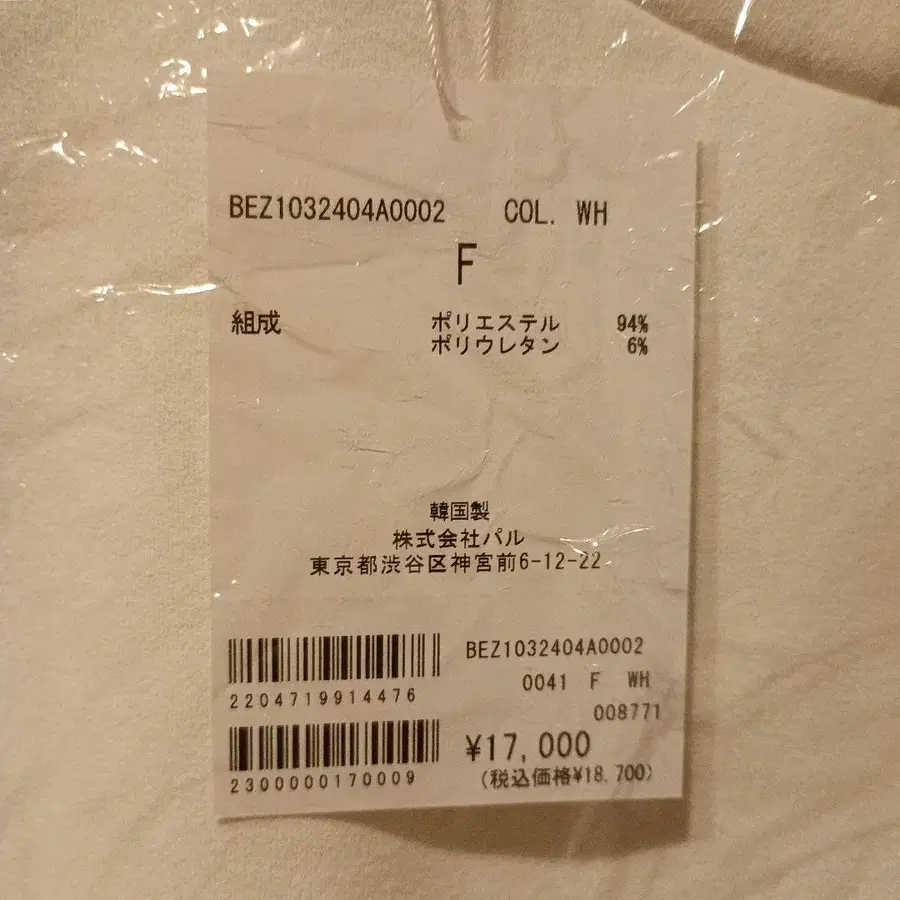 BEZ1032404A0002 COL. WH
F
組成 ポリエステル 94%
ポリウレタン 6%
韓国製
株式会社パル
東京都渋谷区神宮前6-12-22
BEZ1032404A0002
2204719914476
0041 F WH
008771
¥17,000
2300000170009
(税込価格¥18,700)